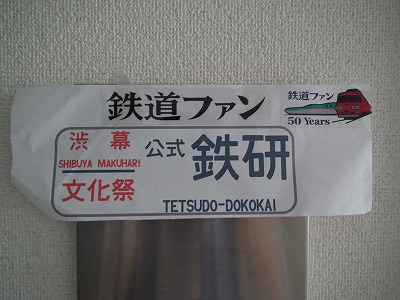 鉄道ファン
鉄道ファン
50 Years
渋幕
SHIBUYA MAKUHARI
文化祭
公式 鉄研
TETSUDO-DOKOKAI